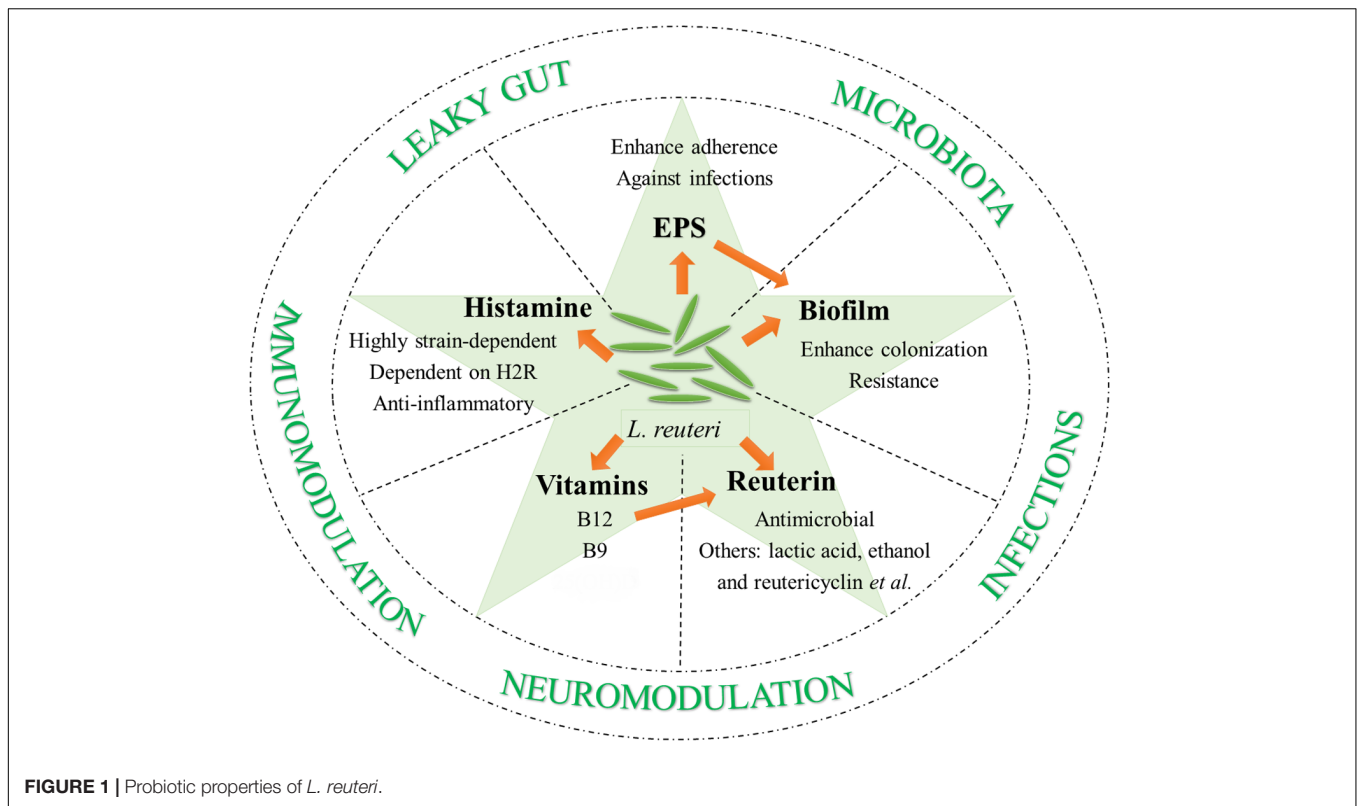 LEAKY GUT
MICROBIOTA
Enhance adherence
Against infections
EPS
Histamine
Highly strain-dependent
Dependent on H2R
Anti-inflammatory
Biofilm
Enhance colonization
Resistance
L. reuteri
Vitamins
B12
B9
Reuterin
Antimicrobial
Others: lactic acid, ethanol
and reutericyclin et al.
IMMUNOMODULATION
INFECTIONS
NEUROMODULATION
FIGURE 1 | Probiotic properties of L. reuteri.